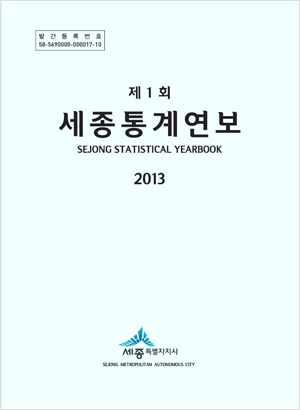 발간등록번호
58-5690000-000017-10
제1회
세종통계연보
SEJONG STATISTICAL YEARBOOK
2013
세종특별자치시
SEJONG METROPOLITAN AUTONOMOUS CITY